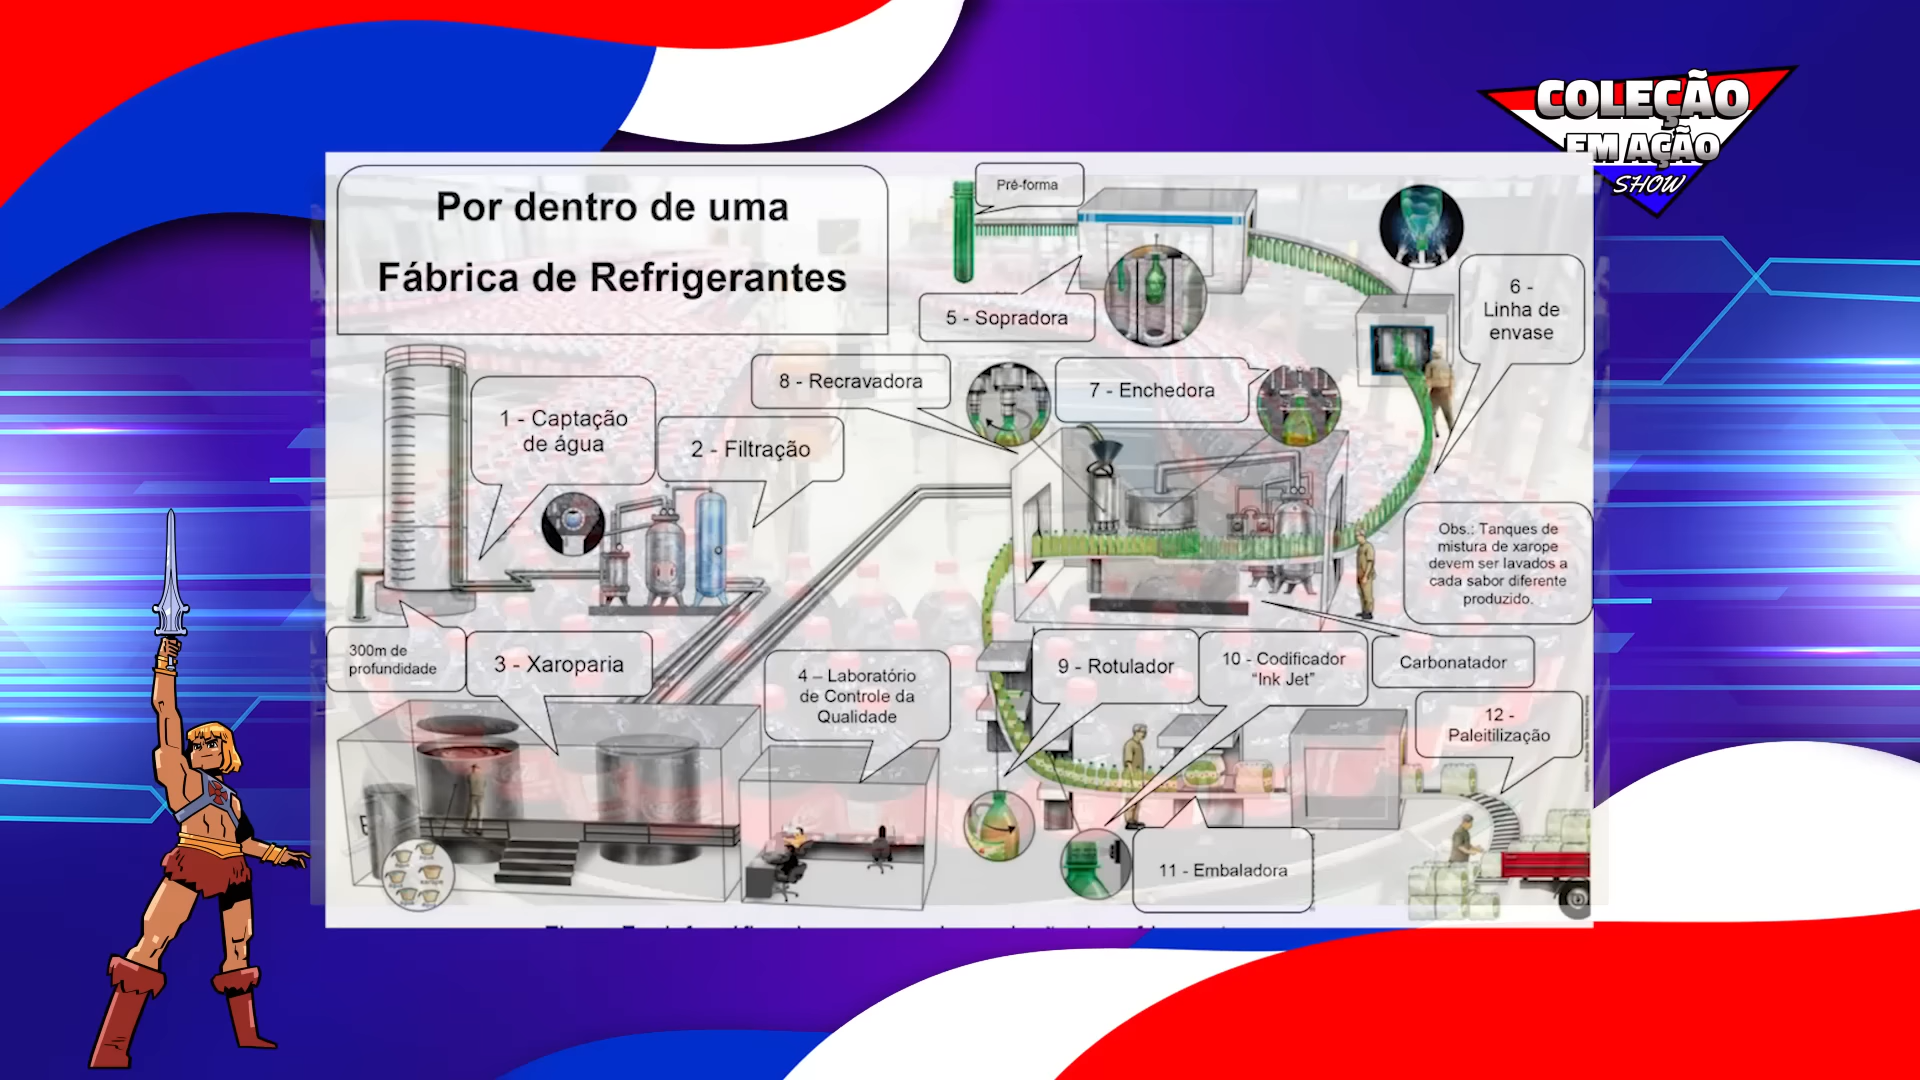 COLEÇÃO
EM AÇÃO
SHOW
Por dentro de uma
Fábrica de Refrigerantes
Pré-forma
5 - Sopradora
6 -
Linha de
envase
8 - Recravadora
7 - Enchedora
1 - Captação
de água
2 - Filtração
Obs.: Tanques de
mistura de xarope
devem ser lavados a
cada sabor diferente
produzido.
300m de
profundidade
3 - Xaroparia
4 – Laboratório
de Controle da
Qualidade
9 - Rotulador
10 - Codificador
“Ink Jet”
Carbonatador
12 -
Paleitilização
11 - Embaladora